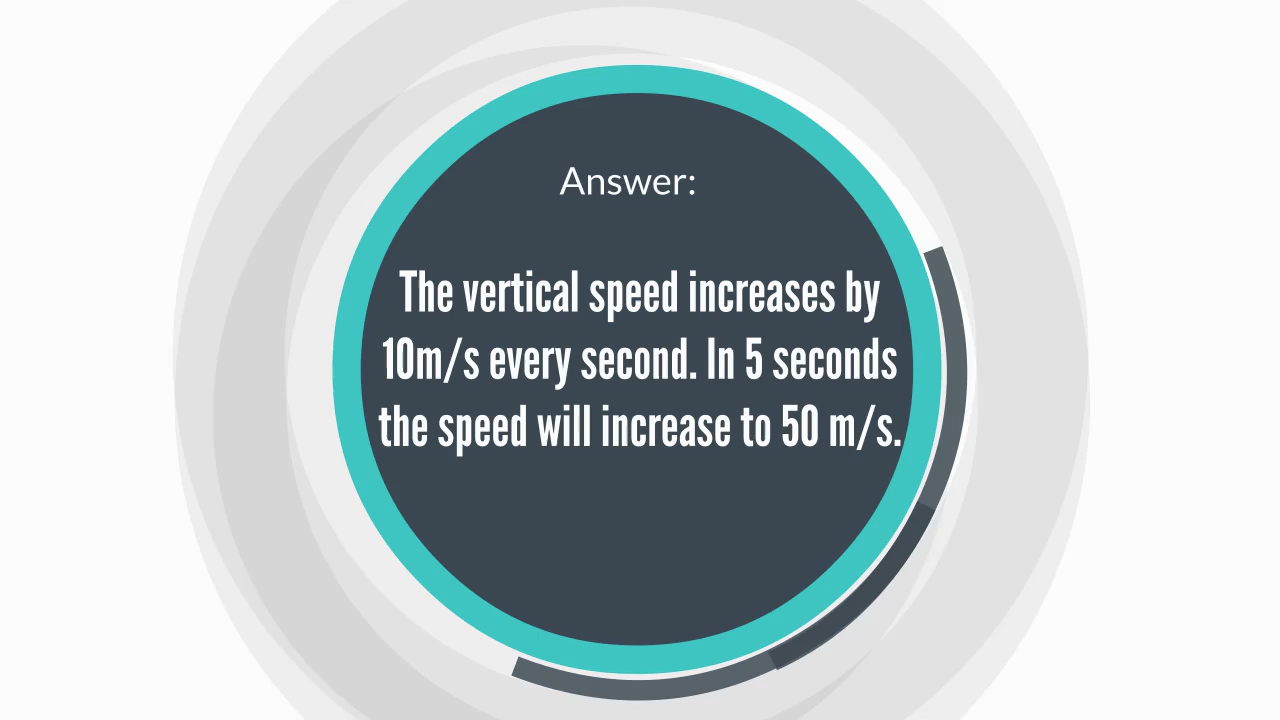 Answer:
The vertical speed increases by
10m/s every second. In 5 seconds
the speed will increase to 50 m/s.